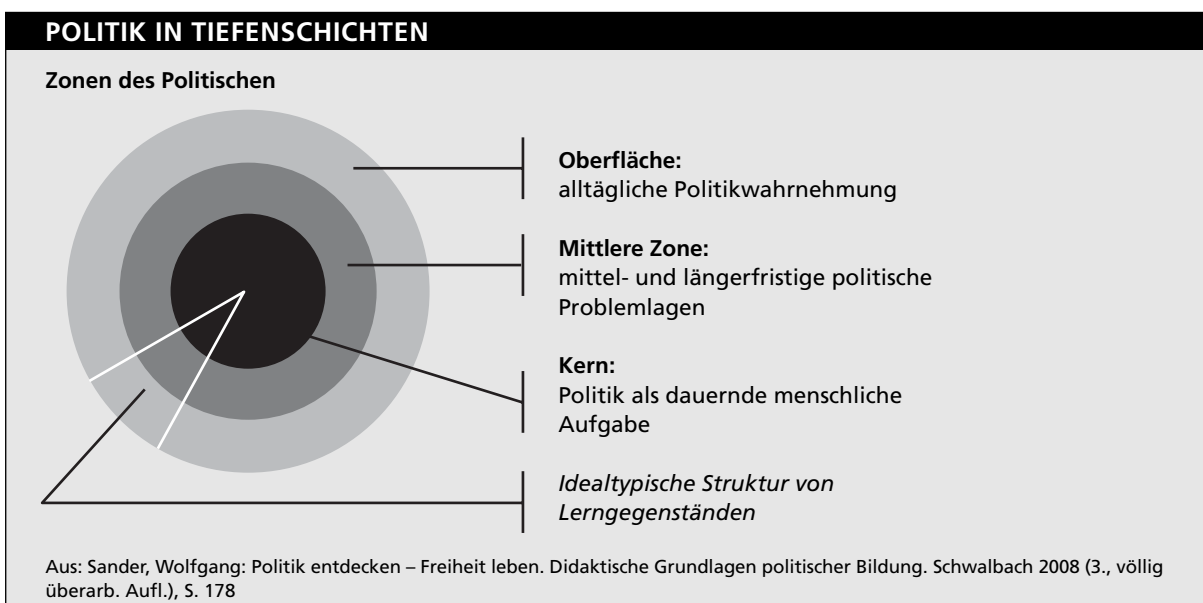 POLITIK IN TIEFENSCHICHTEN
Zonen des Politischen
Oberfläche:
alltägliche Politikwahrnehmung
Mittlere Zone:
mittel- und längerfristige politische
Problemlagen
Kern:
Politik als dauernde menschliche
Aufgabe
Idealtypische Struktur von
Lerngegenständen
Aus: Sander, Wolfgang: Politik entdecken – Freiheit leben. Didaktische Grundlagen politischer Bildung. Schwalbach 2008 (3., völlig
überarb. Aufl.), S. 178